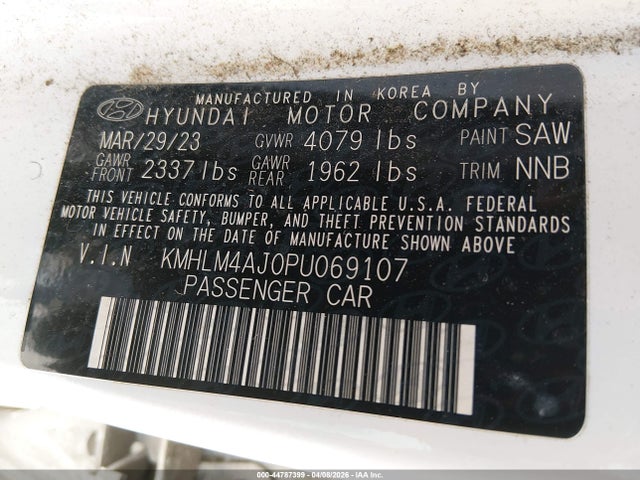 MANUFACTURED IN KOREA BY
HYUNDAI MOTOR COMPANY
MAR/29/23 GVWR 4079 lbs PAINT SAW
GAWR FRONT 2337 lbs GAWR REAR 1962 lbs TRIM NNB
THIS VEHICLE CONFORMS TO ALL APPLICABLE U.S.A. FEDERAL
MOTOR VEHICLE SAFETY, BUMPER, AND THEFT PREVENTION STANDARDS
IN EFFECT ON THE DATE OF MANUFACTURE SHOWN ABOVE
V.I.N KMHLM4AJ0PU069107
PASSENGER CAR
000-44787399 04/08/2026 IAAI.COM